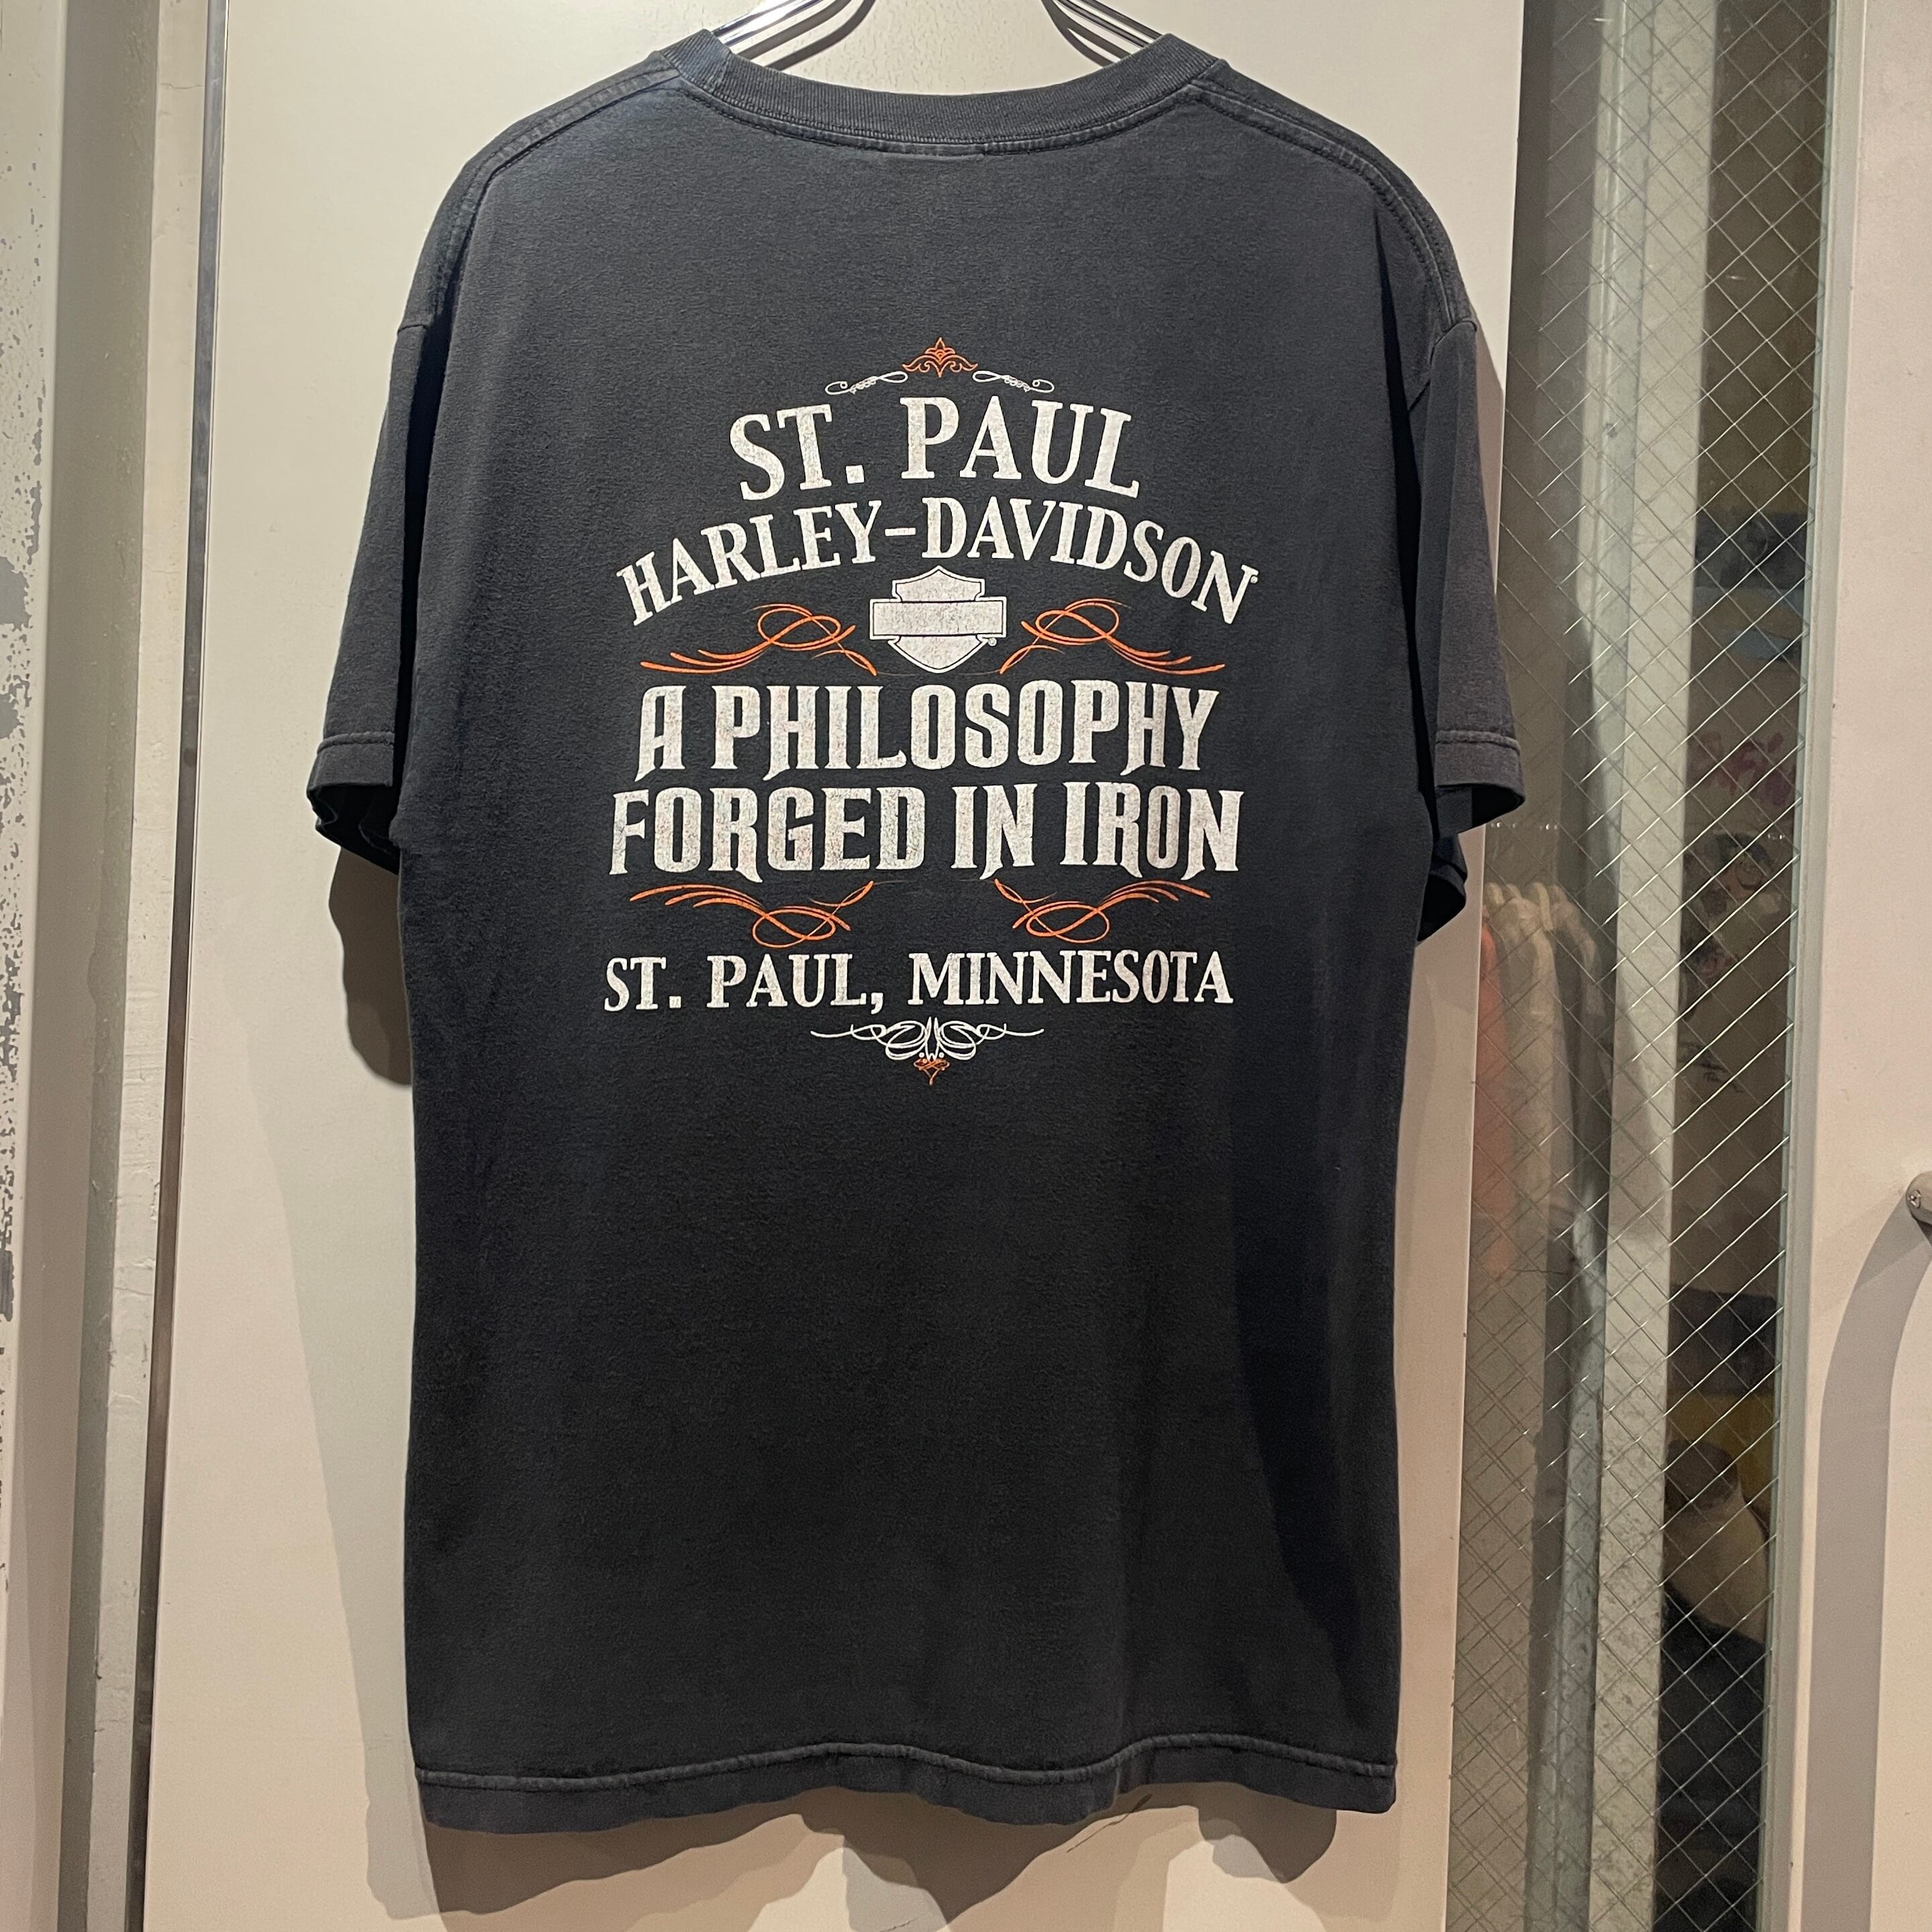 ST. PAUL
HARLEY-DAVIDSON
A PHILOSOPHY
FORGED IN IRON
ST. PAUL, MINNESOTA